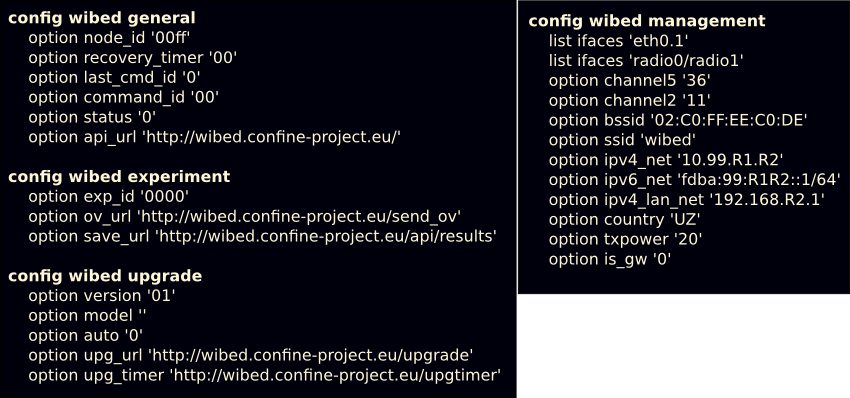 config wibed general
option node_id '00ff'
option recovery_timer '00'
option last_cmd_id '0'
option command_id '00'
option status '0'
option api_url 'http://wibed.confine-project.eu/'
config wibed experiment
option exp_id '0000'
option ov_url 'http://wibed.confine-project.eu/send_ov'
option save_url 'http://wibed.confine-project.eu/api/results'
config wibed upgrade
option version '01'
option model ''
option auto '0'
option upg_url 'http://wibed.confine-project.eu/upgrade'
option upg_timer 'http://wibed.confine-project.eu/upgtimer'
config wibed management
list ifaces 'eth0.1'
list ifaces 'radio0/radio1'
option channel5 '36'
option channel2 '11'
option bssid '02:C0:FF:EE:C0:DE'
option ssid 'wibed'
option ipv4_net '10.99.R1.R2'
option ipv6_net 'fdba:99:R1R2::1/64'
option ipv4_lan_net '192.168.R2.1'
option country 'UZ'
option txpower '20'
option is_gw '0'